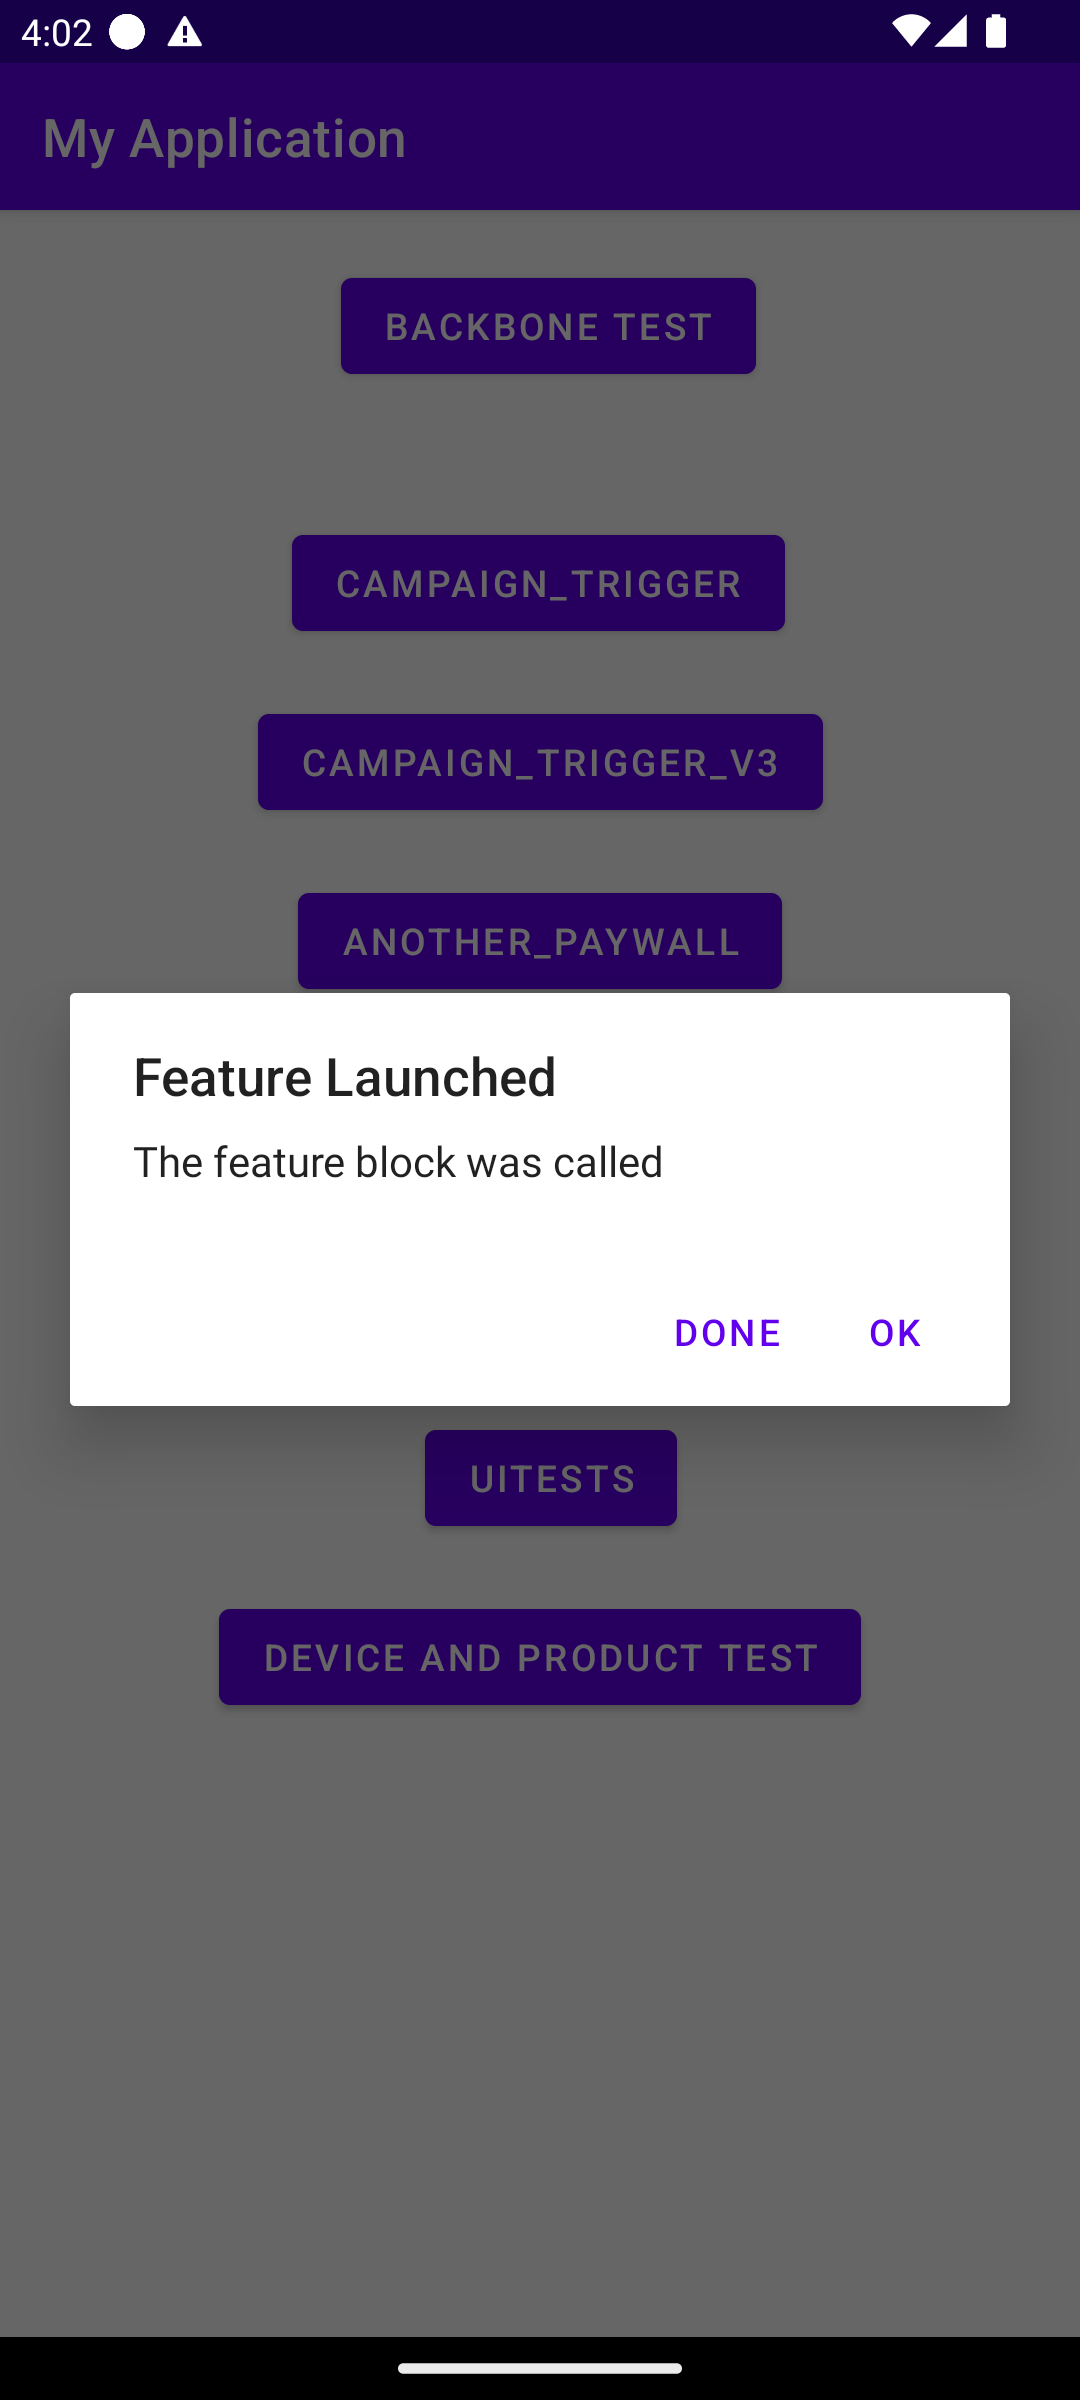 4:02
My Application
BACKBONE TEST
CAMPAIGN_TRIGGER
CAMPAIGN_TRIGGER_V3
ANOTHER_PAYWALL
Feature Launched
The feature block was called
DONE OK
UITESTS
DEVICE AND PRODUCT TEST